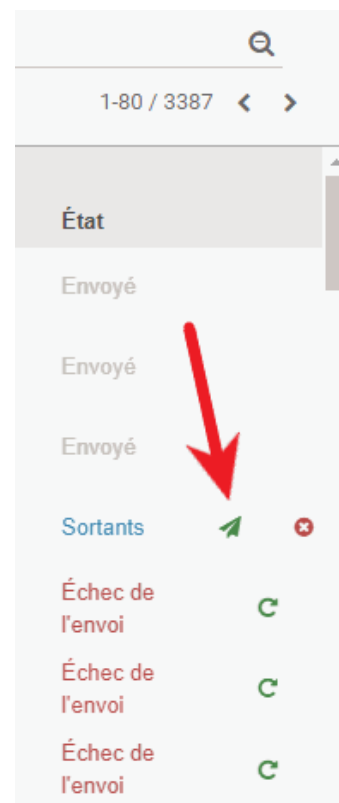 1-80 / 3387
État
Envoyé
Envoyé
Envoyé
Sortants
Échec de
l'envoi
Échec de
l'envoi
Échec de
l'envoi